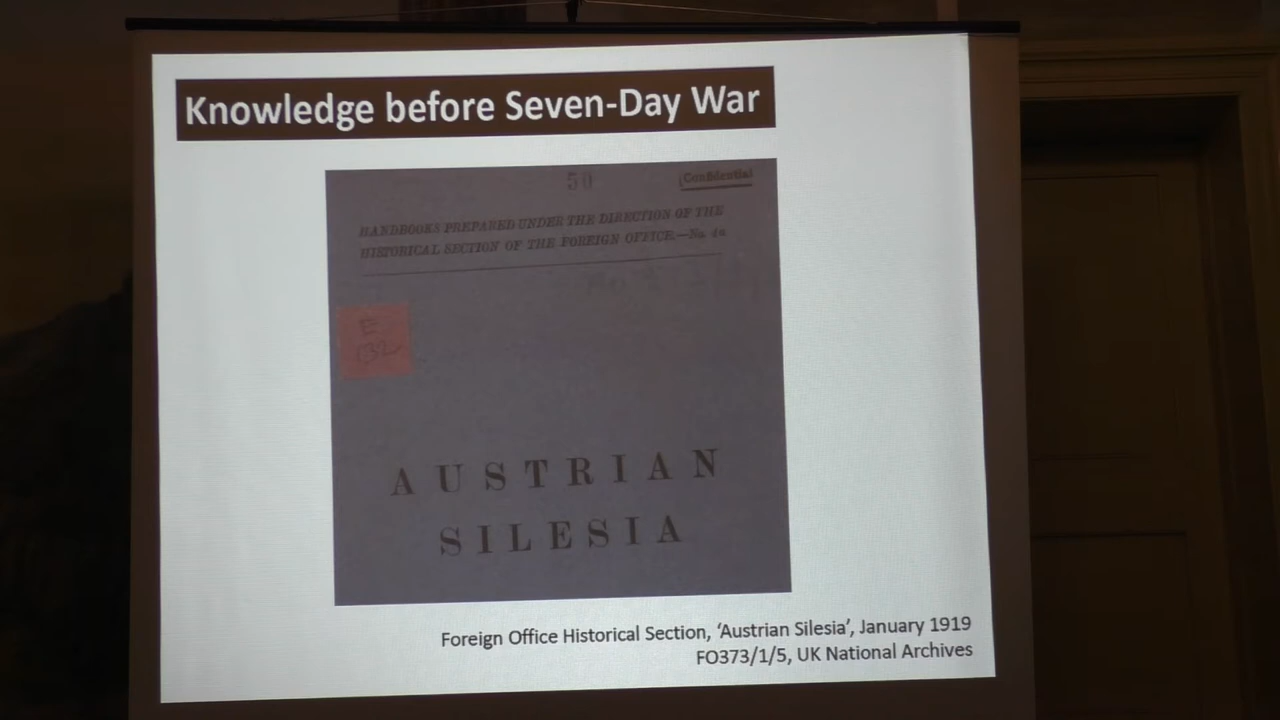 Knowledge before Seven-Day War
50
Confidential
HANDBOOKS PREPARED UNDER THE DIRECTION OF THE
HISTORICAL SECTION OF THE FOREIGN OFFICE.—No.
E
AUSTRIAN
SILESIA
Foreign Office Historical Section, ‘Austrian Silesia’, January 1919
FO373/1/5, UK National Archives